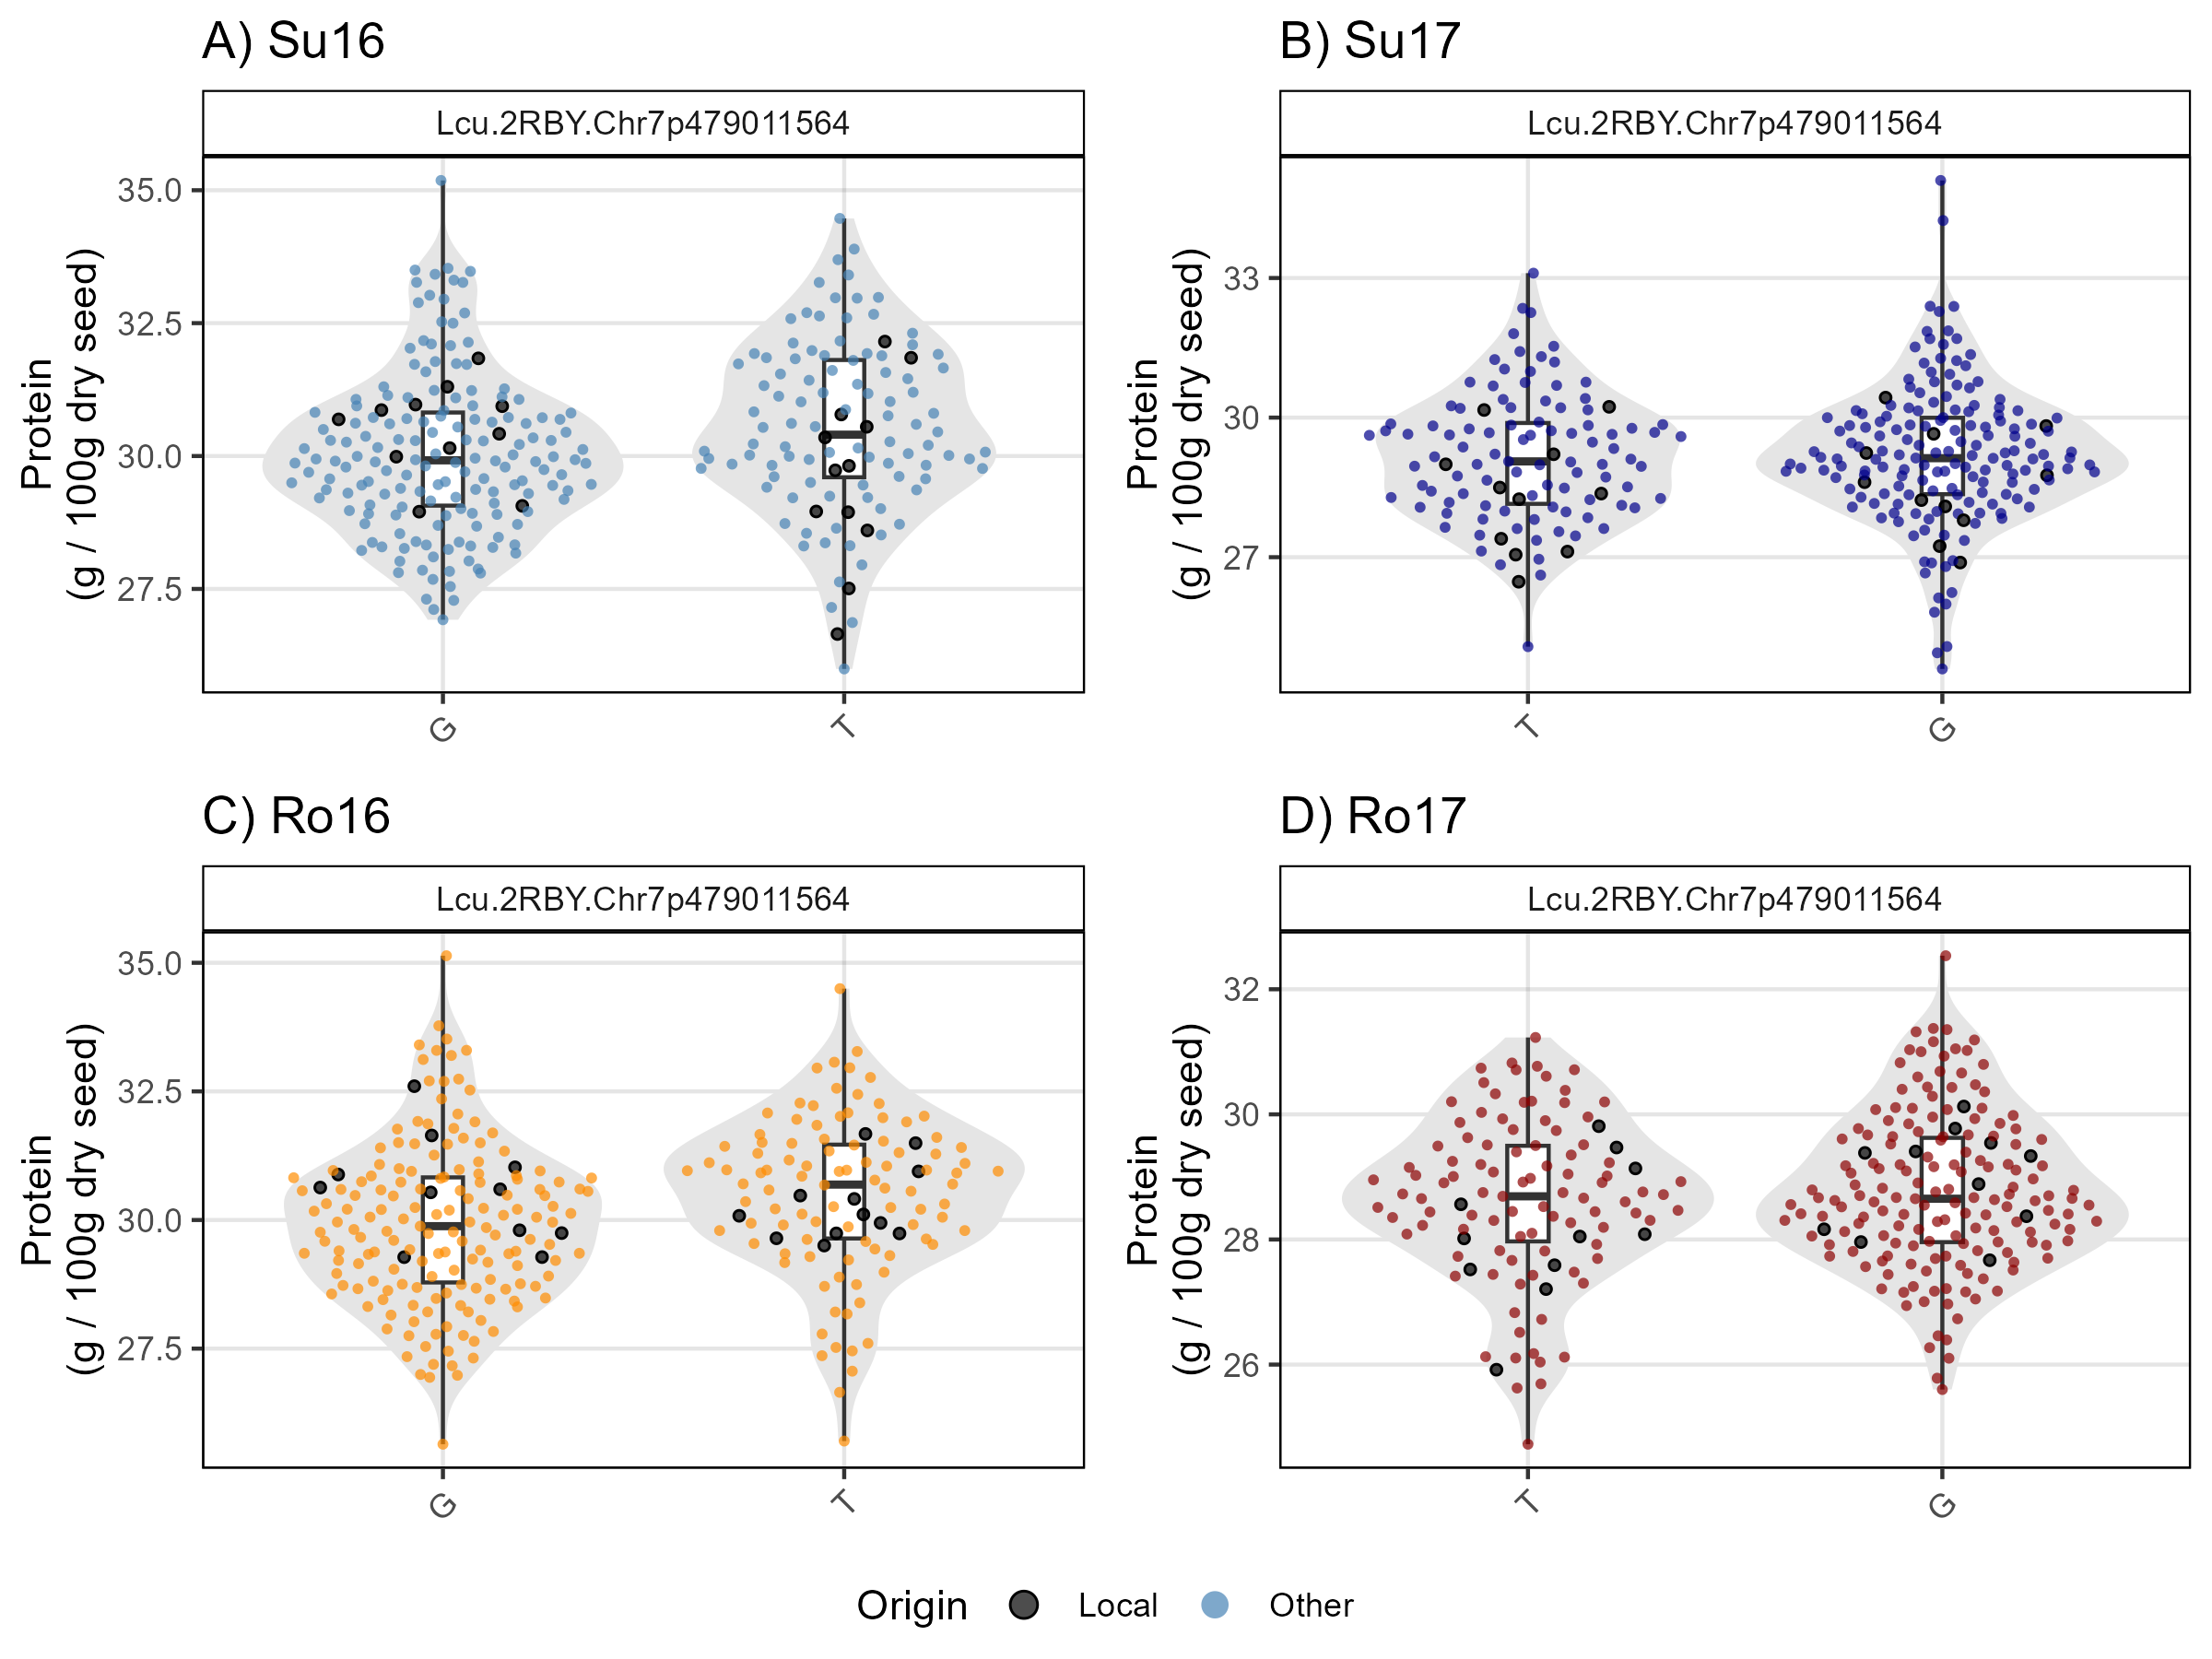 A) Su16
Lcu.2RBY.Chr7p479011564
Protein
(g / 100g dry seed)
35.0
32.5
30.0
27.5
G
T
B) Su17
Lcu.2RBY.Chr7p479011564
Protein
(g / 100g dry seed)
33
30
27
T
G
C) Ro16
Lcu.2RBY.Chr7p479011564
Protein
(g / 100g dry seed)
35.0
32.5
30.0
27.5
G
T
D) Ro17
Lcu.2RBY.Chr7p479011564
Protein
(g / 100g dry seed)
32
30
28
26
T
G
Origin Local Other